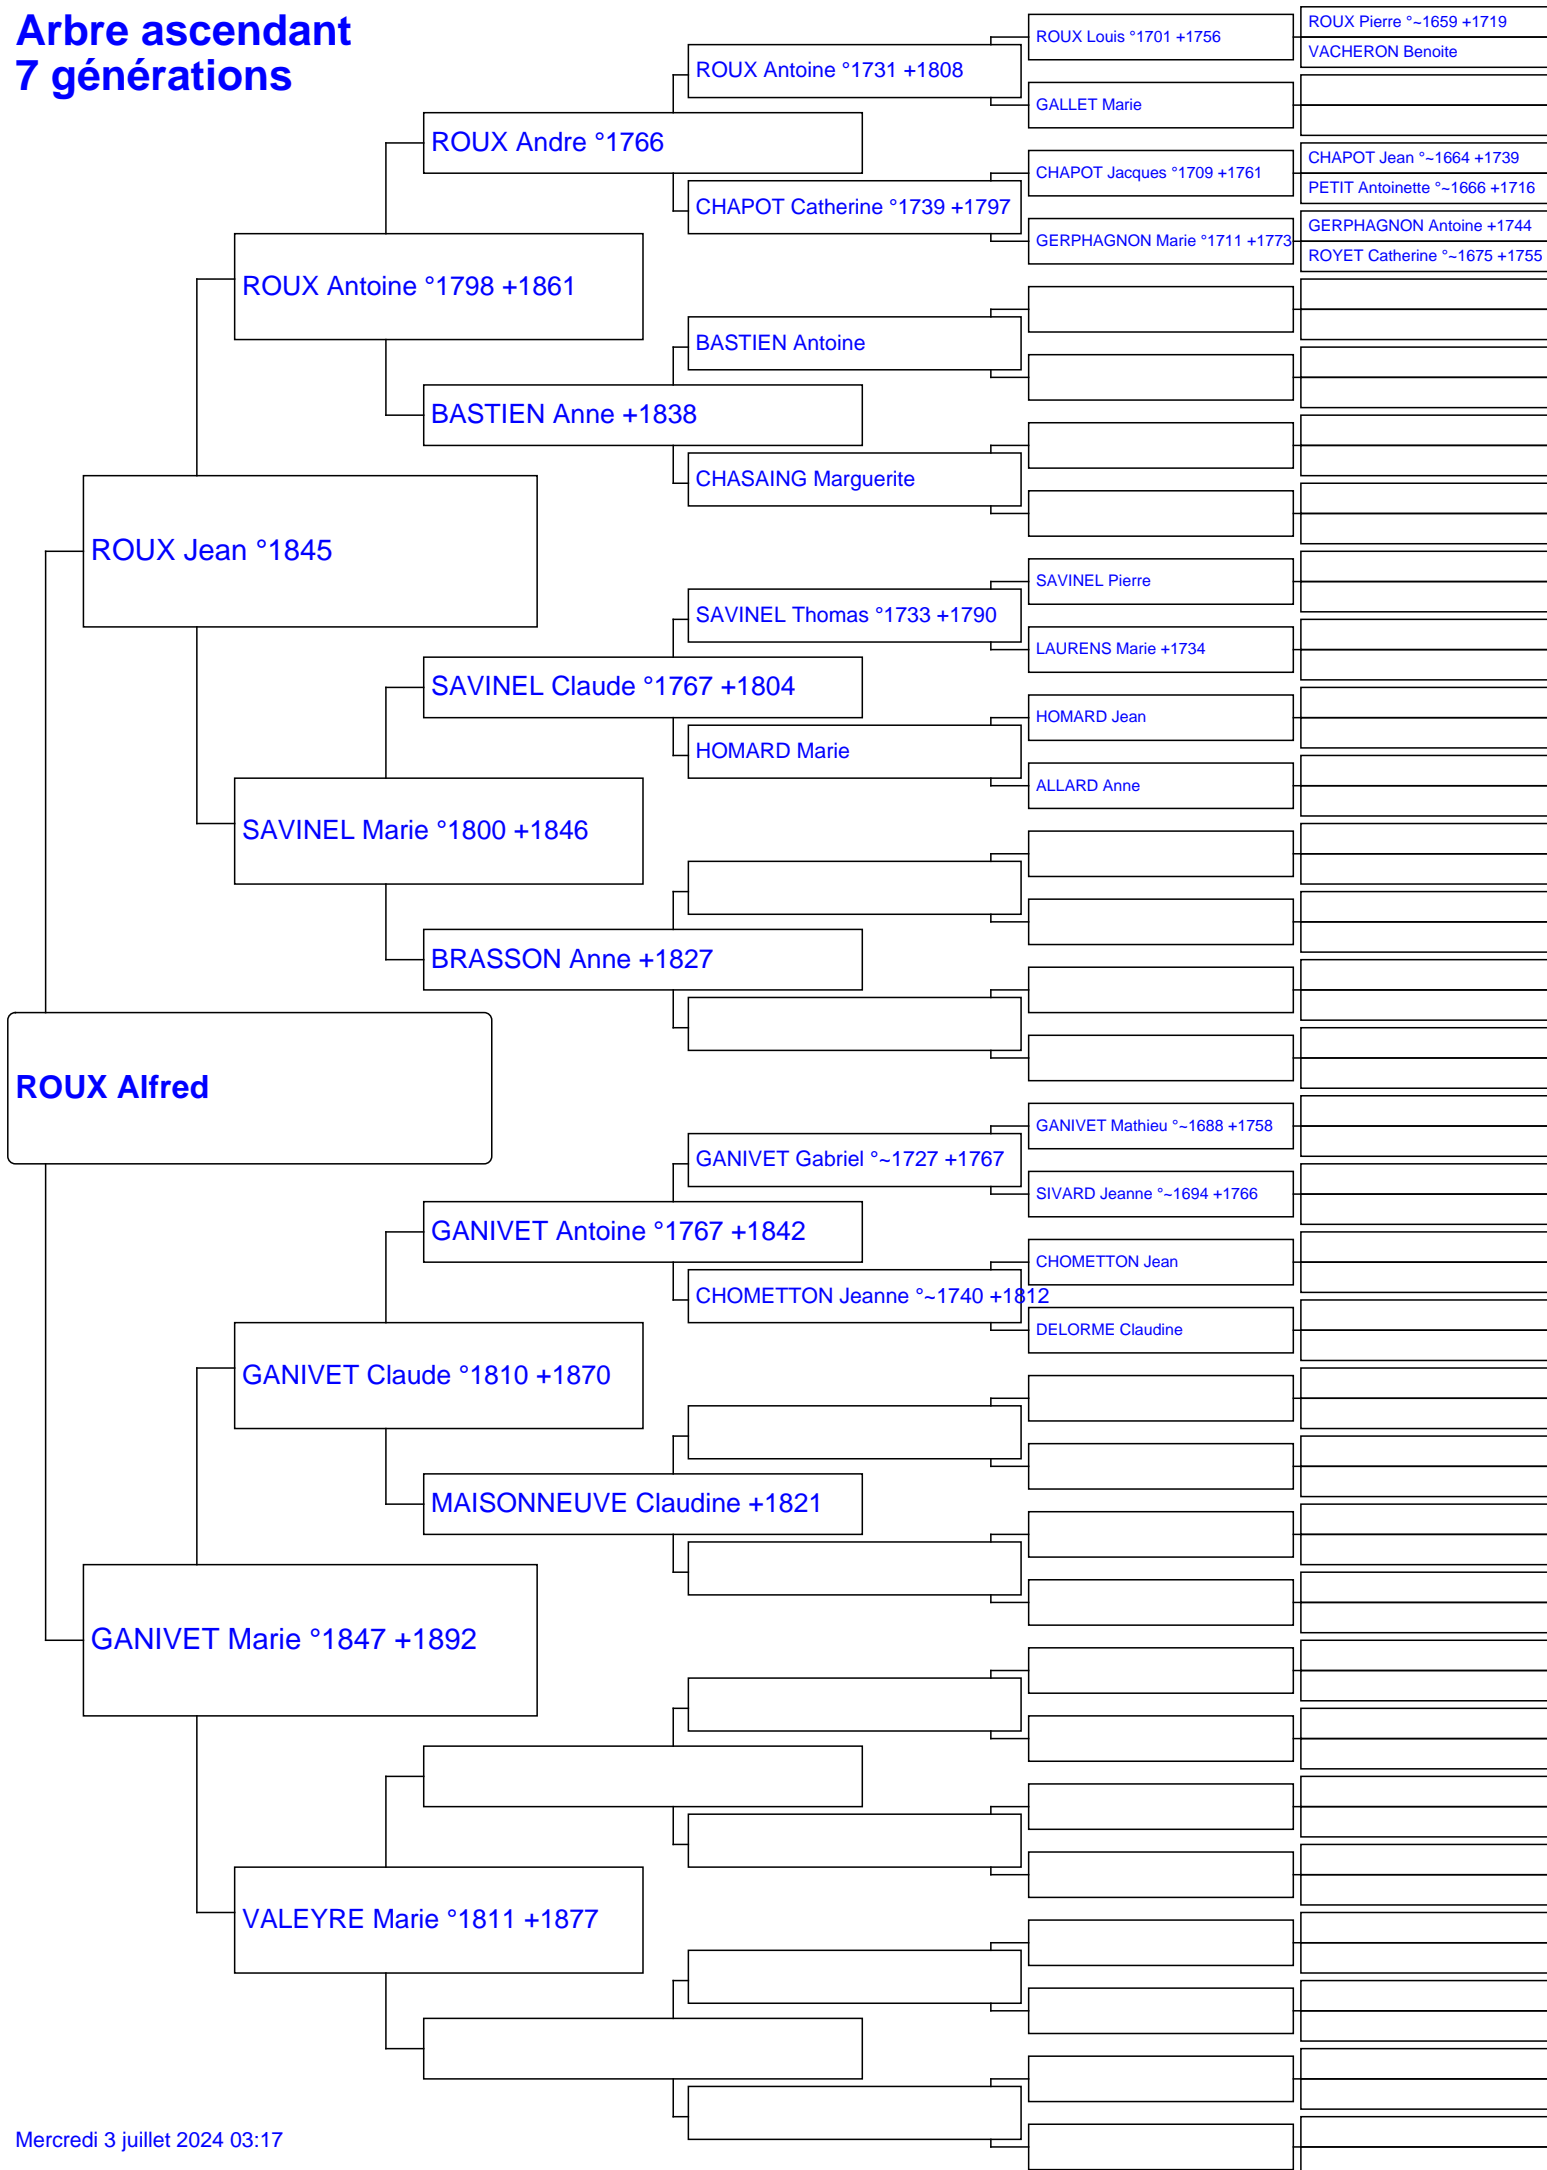 Arbre ascendant
7 générations
ROUX Pierre °~1659 +1719
ROUX Louis °1701 +1756
VACHERON Benoite
ROUX Antoine °1731 +1808
GALLET Marie
ROUX Andre °1766
CHAPOT Jean °~1664 +1739
CHAPOT Jacques °1709 +1761
PETIT Antoinette °~1666 +1716
CHAPOT Catherine °1739 +1797
GERPHAGNON Antoine +1744
GERPHAGNON Marie °1711 +1773
ROYET Catherine °~1675 +1755
ROUX Antoine °1798 +1861
BASTIEN Antoine
BASTIEN Anne +1838
CHASAING Marguerite
ROUX Jean °1845
SAVINEL Pierre
SAVINEL Thomas °1733 +1790
LAURENS Marie +1734
SAVINEL Claude °1767 +1804
HOMARD Jean
HOMARD Marie
ALLARD Anne
SAVINEL Marie °1800 +1846
BRASSON Anne +1827
ROUX Alfred
GANIVET Mathieu °~1688 +1758
GANIVET Gabriel °~1727 +1767
SIVARD Jeanne °~1694 +1766
GANIVET Antoine °1767 +1842
CHOMETTON Jean
CHOMETTON Jeanne °~1740 +1812
DELORME Claudine
GANIVET Claude °1810 +1870
MAISONNEUVE Claudine +1821
GANIVET Marie °1847 +1892
VALEYRE Marie °1811 +1877
Mercredi 3 juillet 2024 03:17